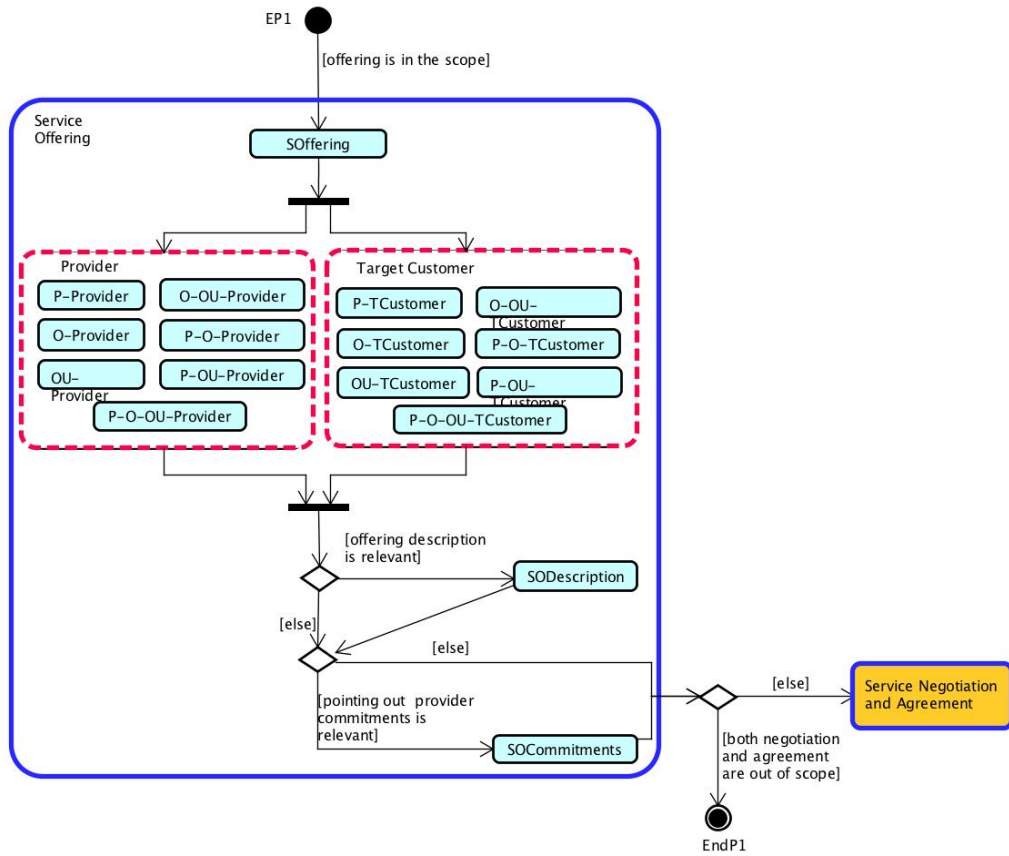 EP1
[offering is in the scope]
Service
Offering
SOffering
Provider
P-Provider
O-OU-Provider
O-Provider
P-O-Provider
OU-
Provider
P-OU-Provider
P-O-OU-Provider
Target Customer
P-TCustomer
O-OU-
TCustomer
O-TCustomer
P-O-TCustomer
OU-TCustomer
P-OU-
TCustomer
P-O-OU-TCustomer
[offering description
is relevant]
SODescription
[else]
[else]
[pointing out provider
commitments is
relevant]
SOCommitments
[else]
Service Negotiation
and Agreement
[both negotiation
and agreement
are out of scope]
EndP1